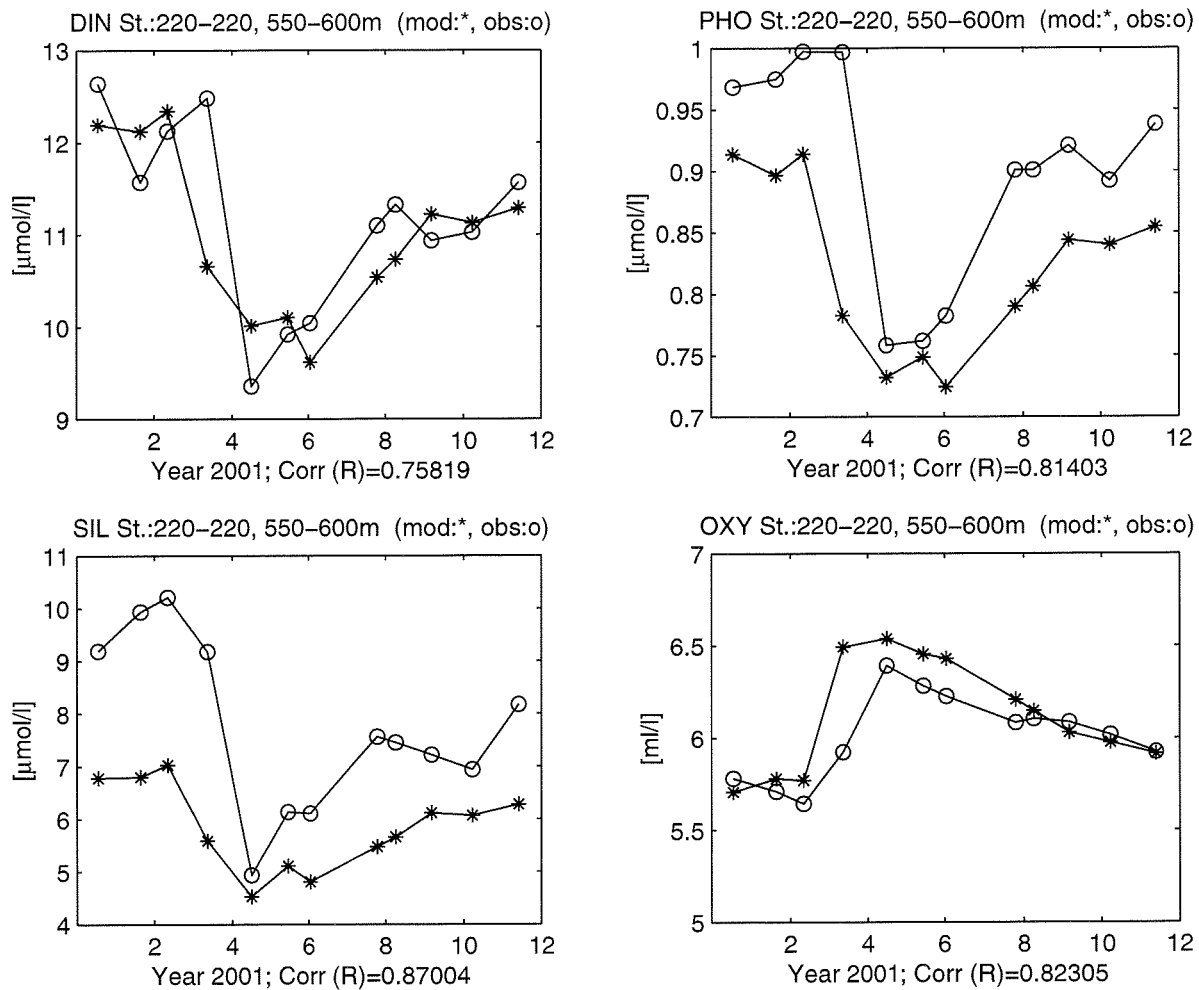 DIN St.:220−220, 550−600m (mod:*, obs:o)
13
12
11
10
9
[μmol/l]
2 4 6 8 10 12
Year 2001; Corr (R)=0.75819
PHO St.:220−220, 550−600m (mod:*, obs:o)
1
0.95
0.9
0.85
0.8
0.75
0.7
[μmol/l]
2 4 6 8 10 12
Year 2001; Corr (R)=0.81403
SIL St.:220−220, 550−600m (mod:*, obs:o)
11
10
9
8
7
6
5
4
[μmol/l]
2 4 6 8 10 12
Year 2001; Corr (R)=0.87004
OXY St.:220−220, 550−600m (mod:*, obs:o)
7
6.5
6
5.5
5
[ml/l]
2 4 6 8 10 12
Year 2001; Corr (R)=0.82305